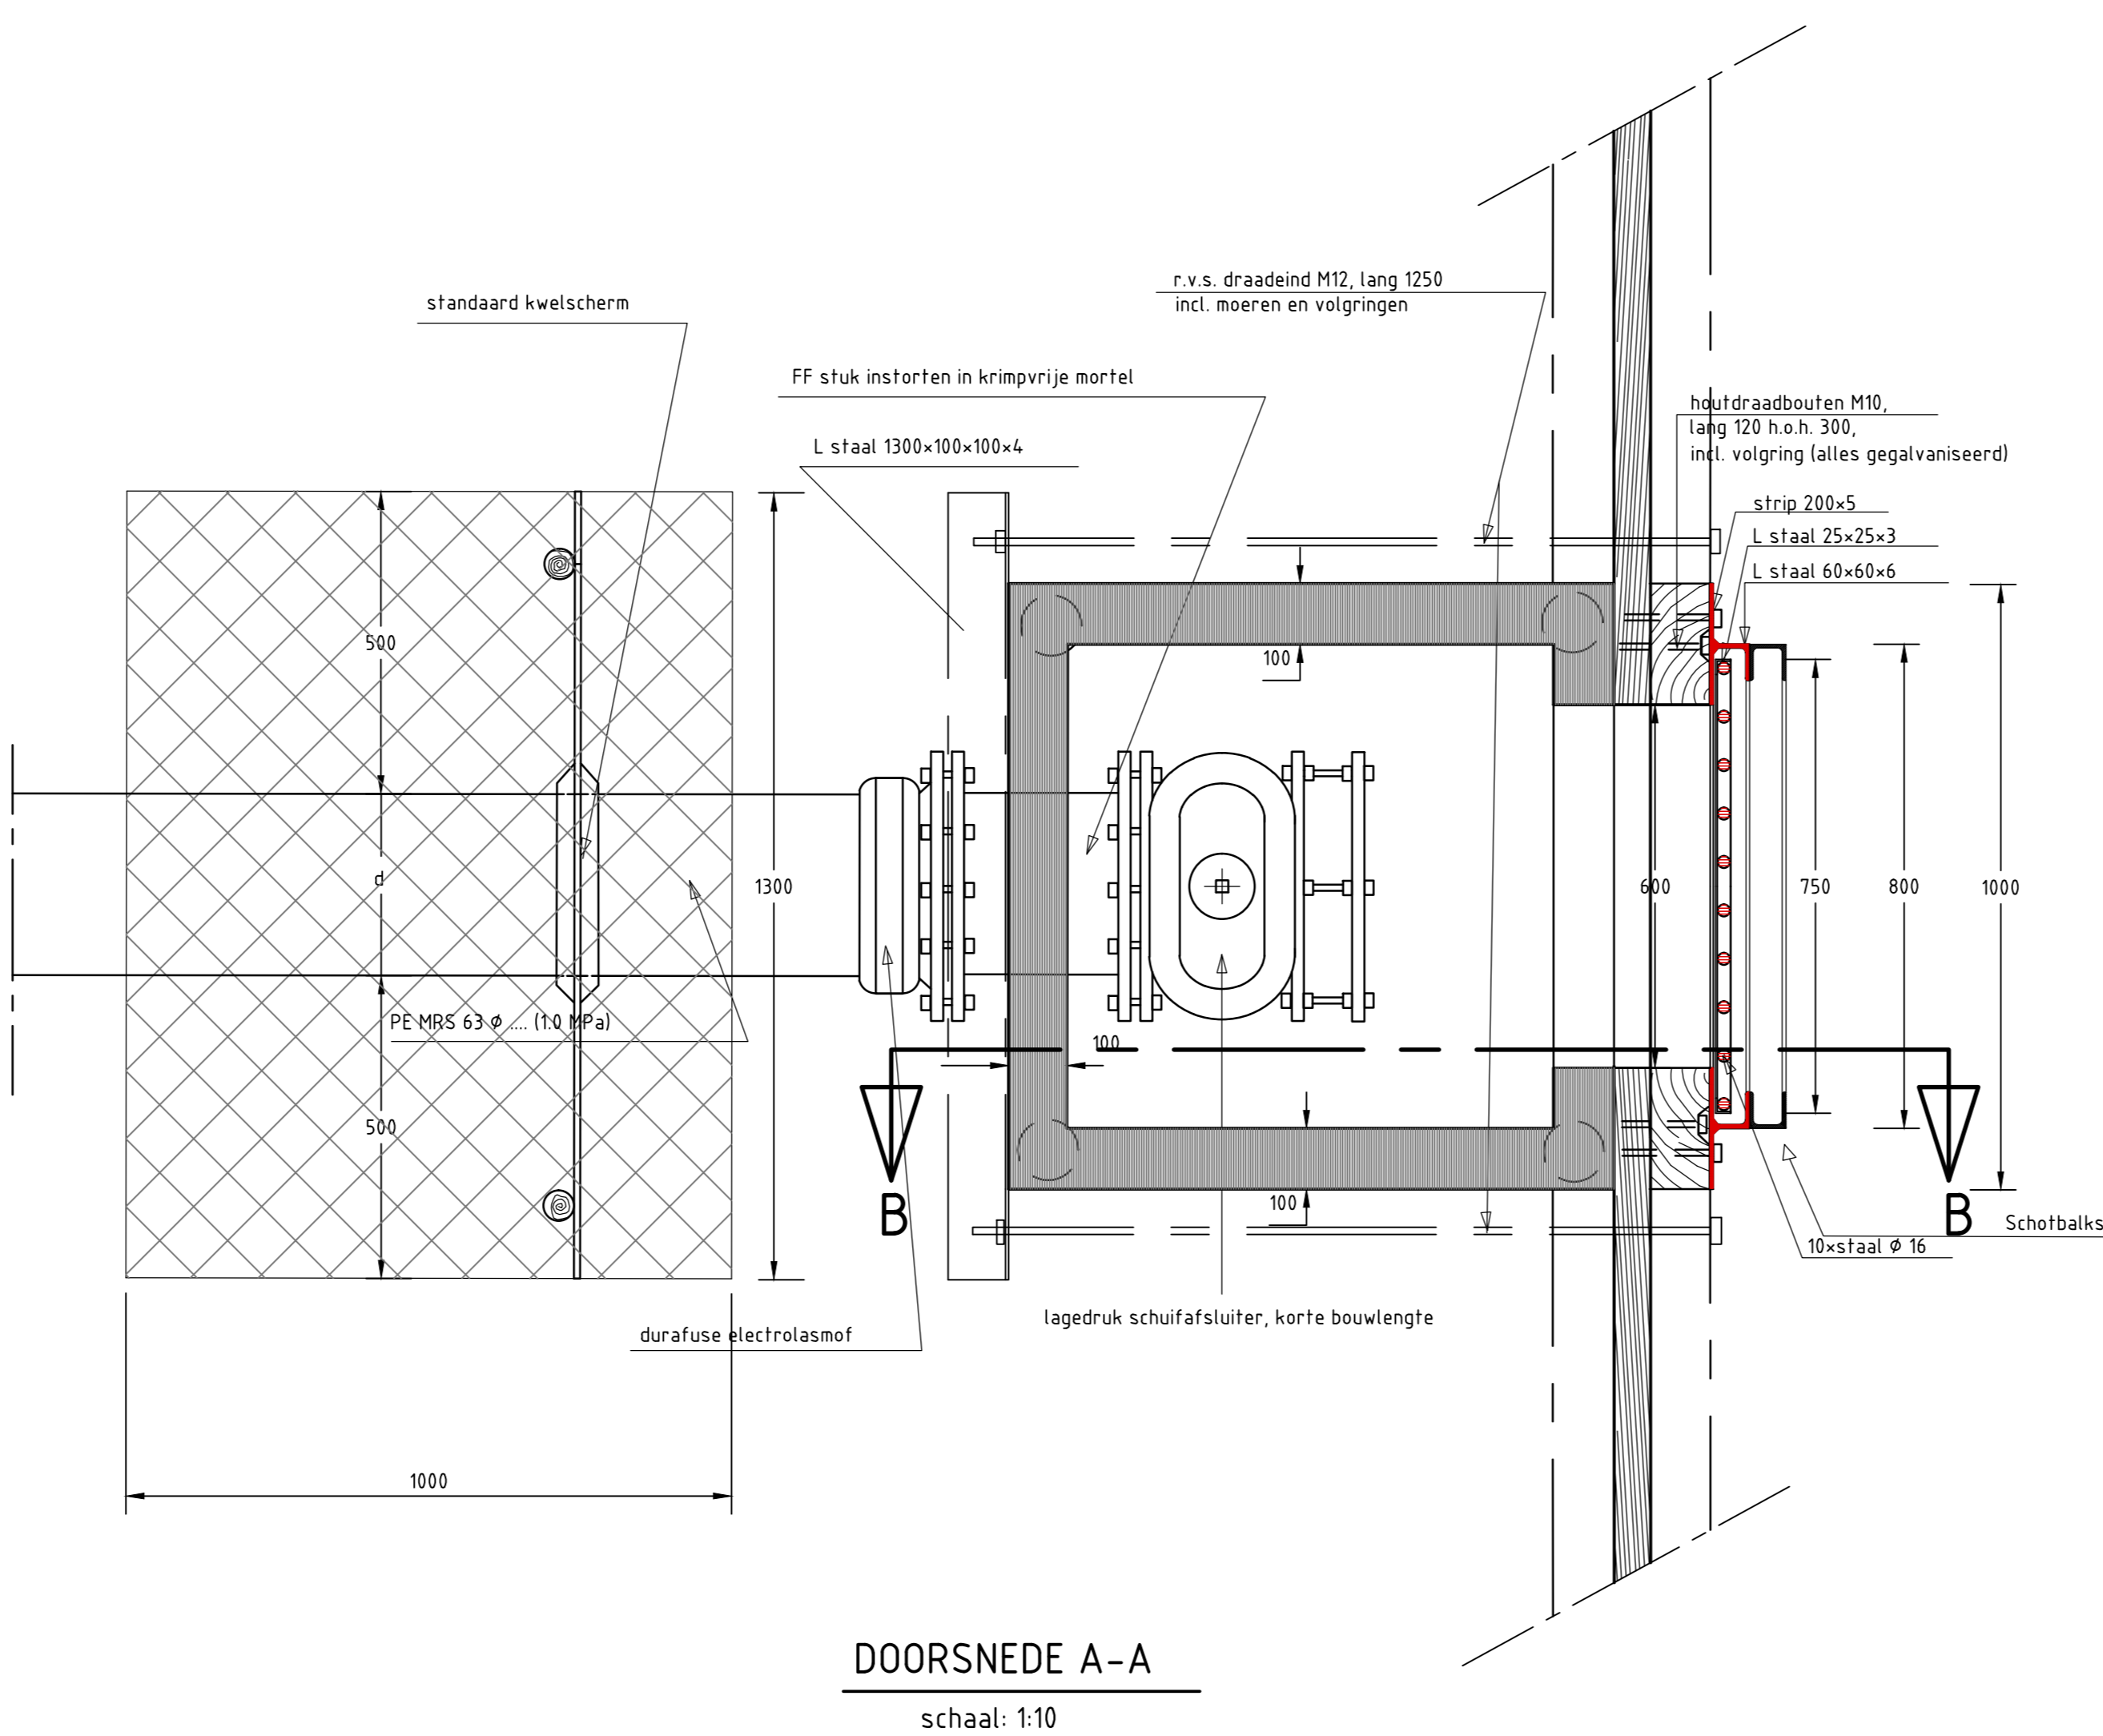 r.v.s. draadeind M12, lang 1250
incl. moeren en volgringen
standaard kwelscherm
FF stuk instorten in krimpvrije mortel
L staal 1300×100×100×4
houtdraadbouten M10,
lang 120 h.o.h. 300,
incl. volgring (alles gegalvaniseerd)
strip 200×5
L staal 25×25×3
L staal 60×60×6
500
100
d
1300
600
750
800
1000
PE MRS 63 ϕ .... (1.0 MPa)
100
500
100
B
B
Schotbalks
10×staal ϕ 16
lagedruk schuifafsluiter, korte bouwlengte
durafuse electrolasmof
1000
DOORSNEDE A-A
schaal: 1:10